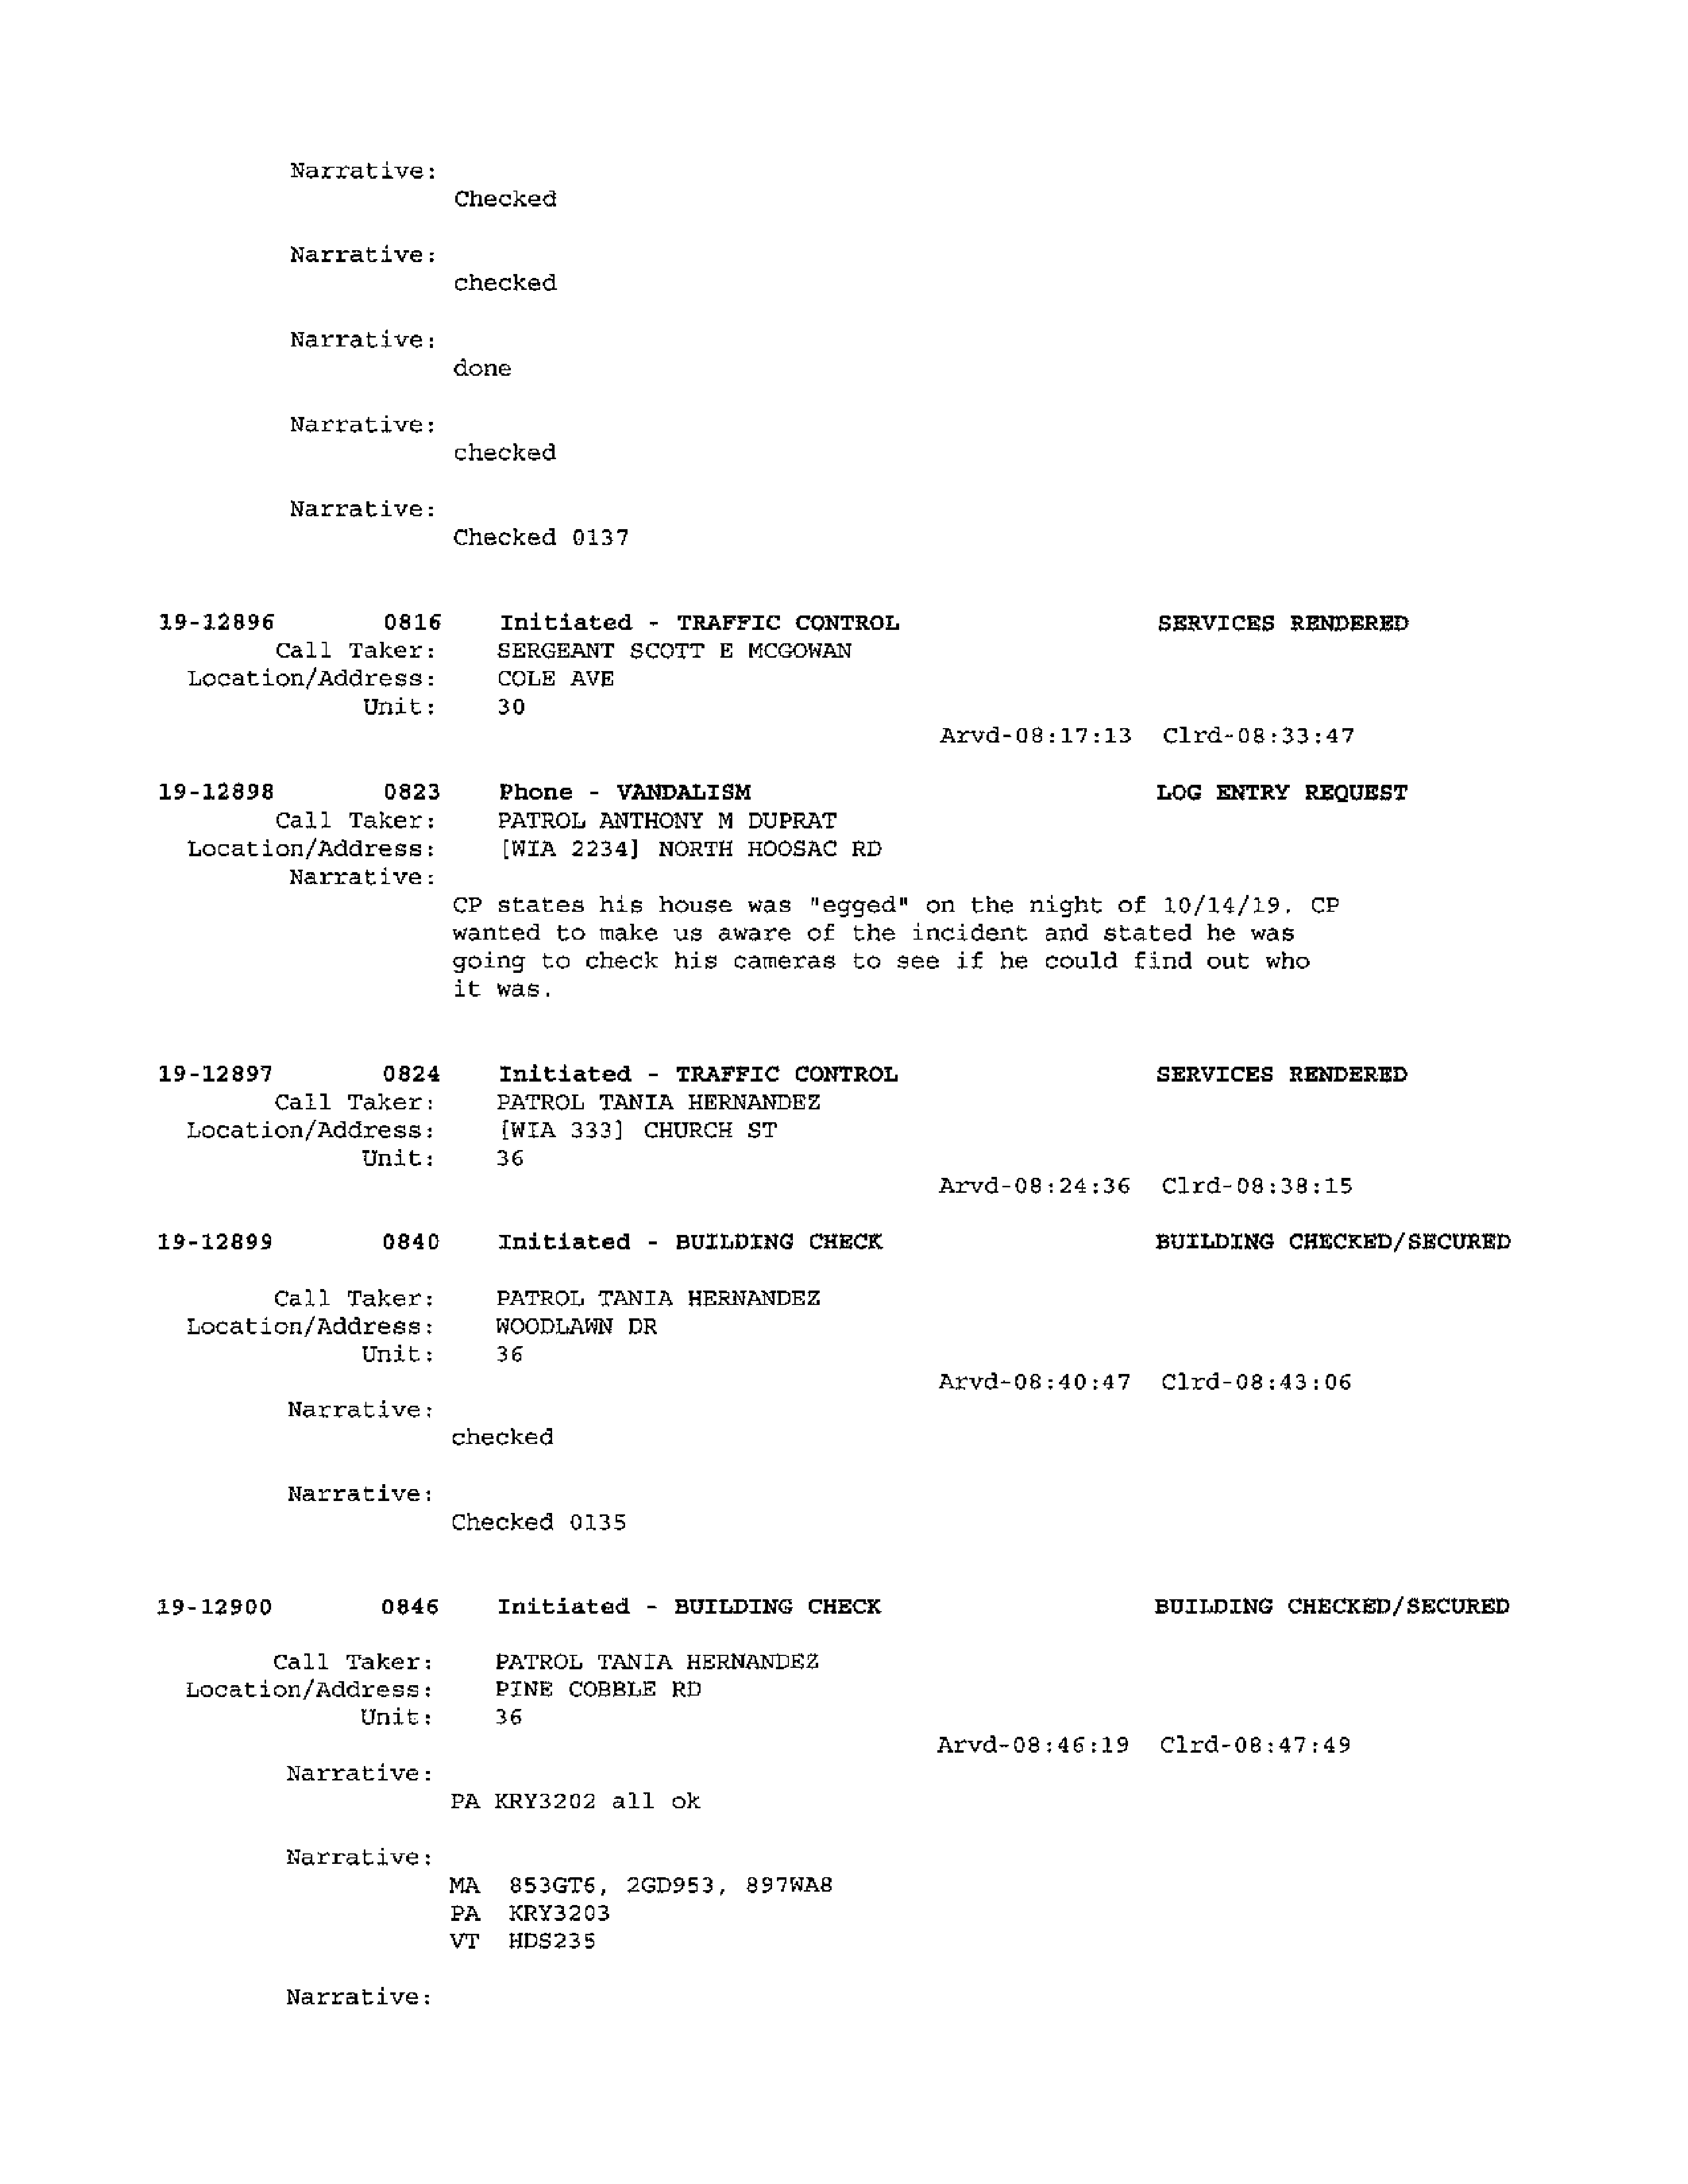 Narrative:
Checked
Narrative:
checked
Narrative:
done
Narrative:
checked
Narrative:
Checked 0137
19-12896 0816 Initiated - TRAFFIC CONTROL SERVICES RENDERED
Call Taker: SERGEANT SCOTT E MCGOWAN
Location/Address: COLE AVE
Unit: 30
Arvd-08:17:13 Clrd-08:33:47
19-12898 0823 Phone - VANDALISM LOG ENTRY REQUEST
Call Taker: PATROL ANTHONY M DUPRAT
Location/Address: [WIA 2234] NORTH HOOSAC RD
Narrative:
CP states his house was "egged" on the night of 10/14/19. CP
wanted to make us aware of the incident and stated he was
going to check his cameras to see if he could find out who
it was.
19-12897 0824 Initiated - TRAFFIC CONTROL SERVICES RENDERED
Call Taker: PATROL TANIA HERNANDEZ
Location/Address: [WIA 333] CHURCH ST
Unit: 36
Arvd-08:24:36 Clrd-08:38:15
19-12899 0840 Initiated - BUILDING CHECK BUILDING CHECKED/SECURED
Call Taker: PATROL TANIA HERNANDEZ
Location/Address: WOODLAWN DR
Unit: 36
Arvd-08:40:47 Clrd-08:43:06
Narrative:
checked
Narrative:
Checked 0135
19-12900 0846 Initiated - BUILDING CHECK BUILDING CHECKED/SECURED
Call Taker: PATROL TANIA HERNANDEZ
Location/Address: PINE COBBLE RD
Unit: 36
Arvd-08:46:19 Clrd-08:47:49
Narrative:
PA KRY3202 all ok
Narrative:
MA 853GT6, 2GD953, 897WA8
PA KRY3203
VT HDS235
Narrative: